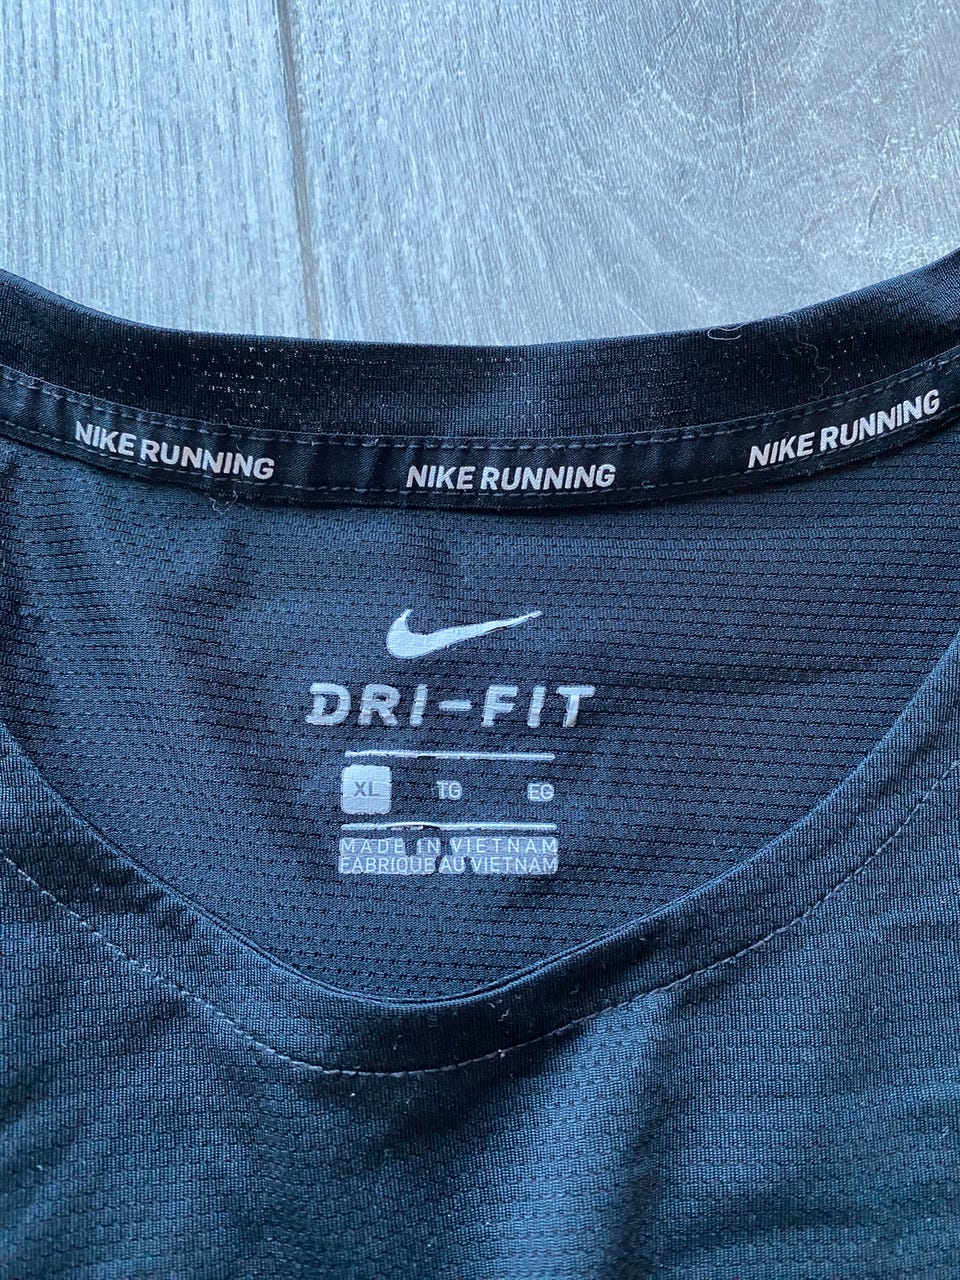 NIKE RUNNING NIKE RUNNING NIKE RUNNING
DRI-FIT
XL TG EG
MADE IN VIETNAM
FABRIQUE AU VIETNAM